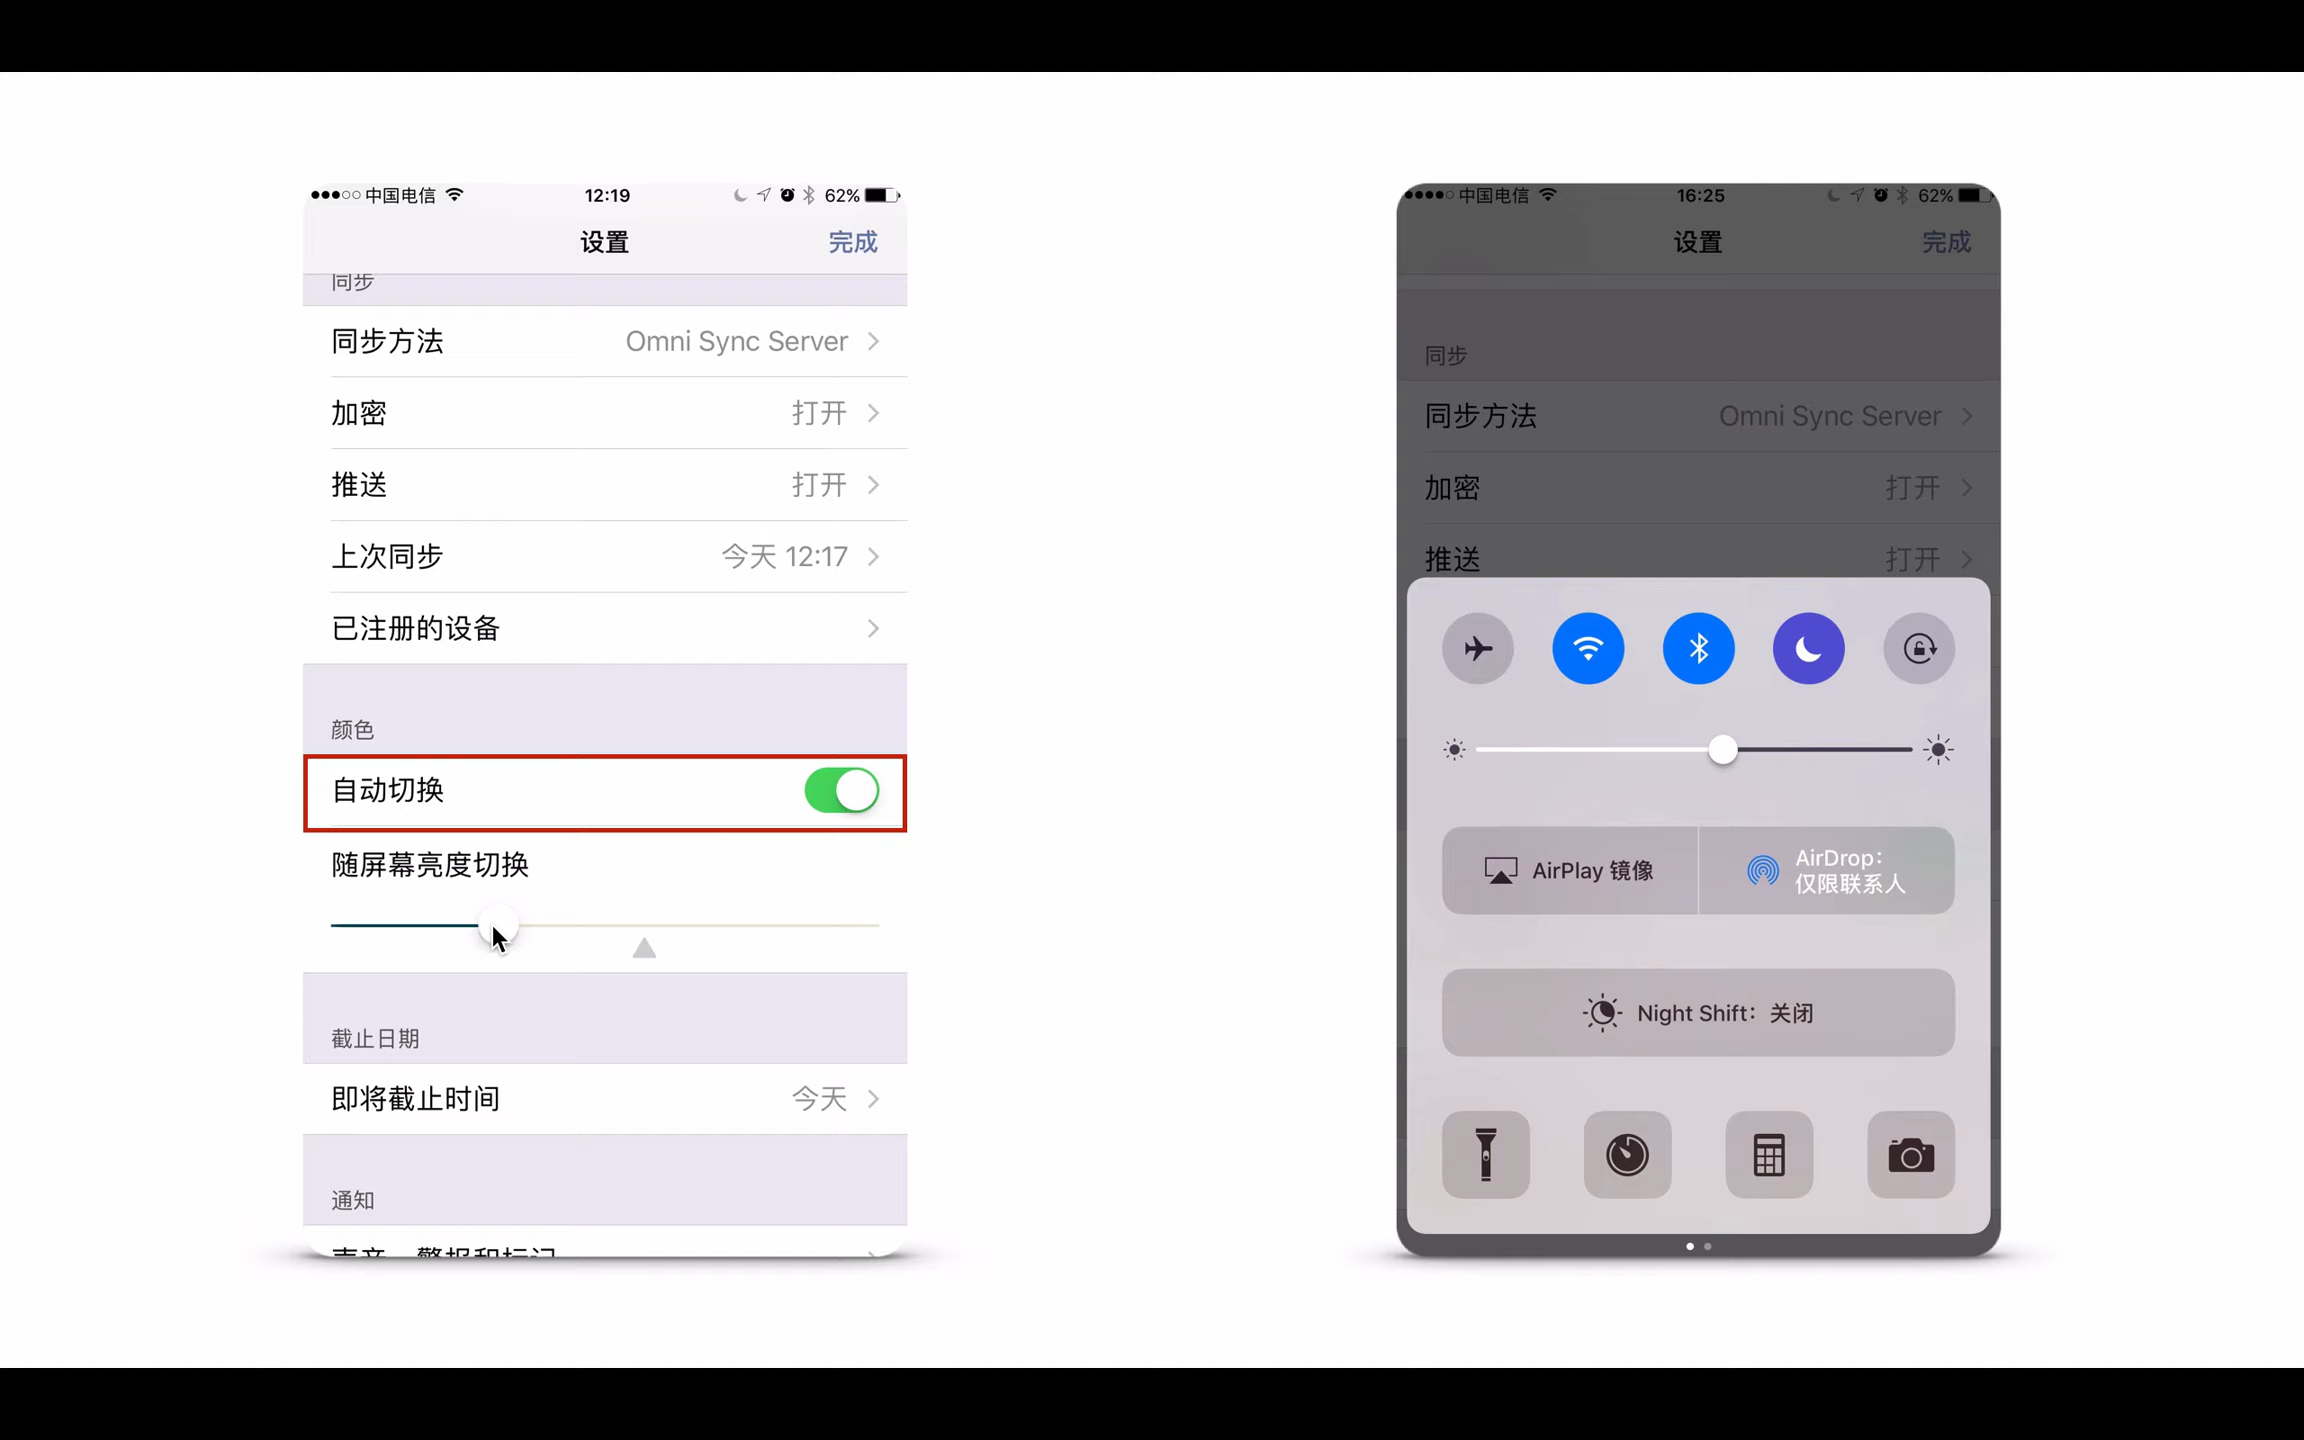 中国电信 12:19 62%
设置 完成
同步
同步方法 Omni Sync Server
加密 打开
推送 打开
上次同步 今天 12:17
已注册的设备
颜色
自动切换
随屏幕亮度切换
截止日期
即将截止时间 今天
通知
中国电信 16:25 62%
设置 完成
同步
同步方法 Omni Sync Server
加密 打开
推送 打开
AirPlay 镜像
AirDrop:
仅限联系人
Night Shift: 关闭